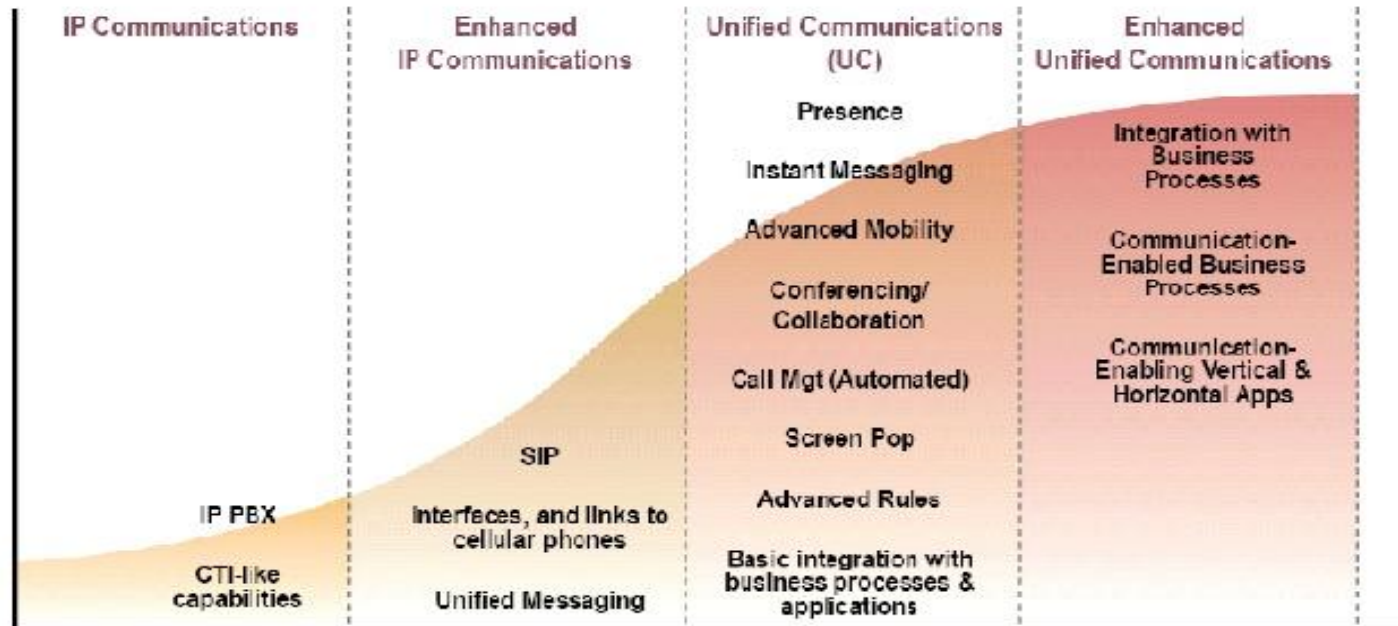 IP Communications
Enhanced
IP Communications
Unified Communications
(UC)
Enhanced
Unified Communications
IP PBX
CTI-like
capabilities
SIP
Interfaces, and links to
cellular phones
Unified Messaging
Presence
Instant Messaging
Advanced Mobility
Conferencing/
Collaboration
Call Mgt (Automated)
Screen Pop
Advanced Rules
Basic integration with
business processes &
applications
Integration with
Business
Processes
Communication-
Enabled Business
Processes
Communication-
Enabling Vertical &
Horizontal Apps